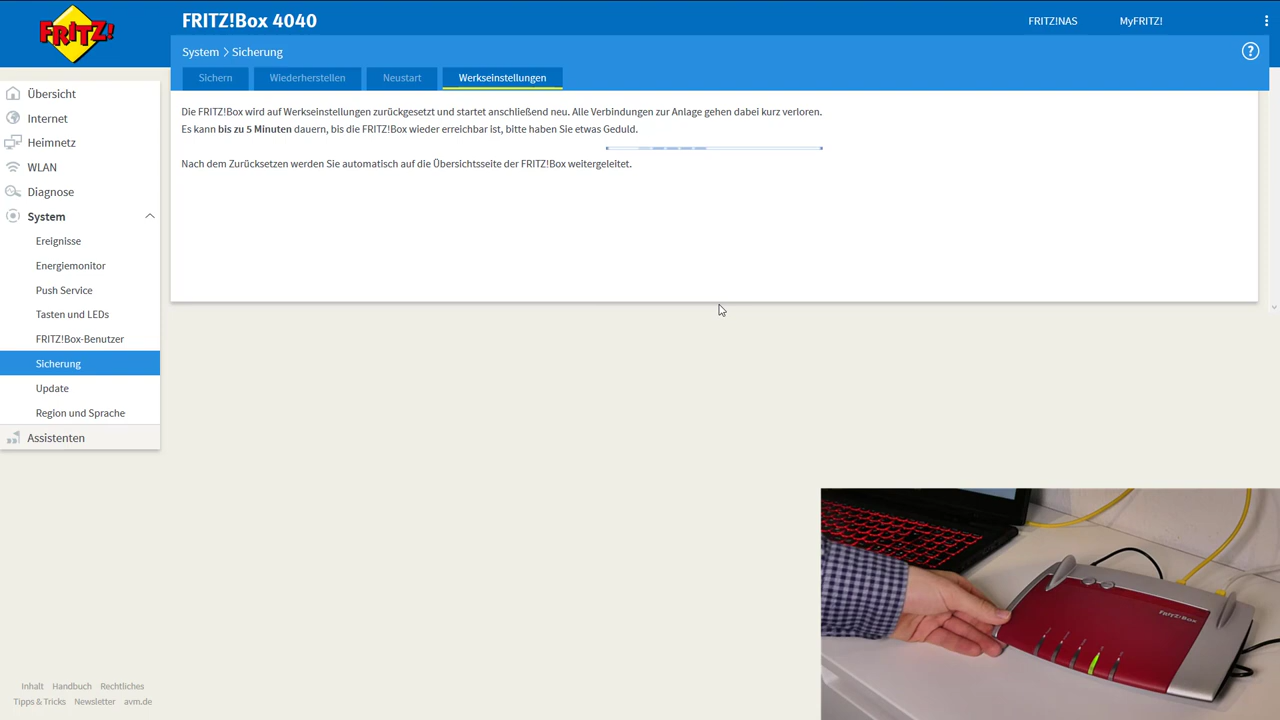 FRITZ!
FRITZ!Box 4040
FRITZ!NAS
MyFRITZ!
System > Sicherung
?
Sichern
Wiederherstellen
Neustart
Werkseinstellungen
Übersicht
Internet
Heimnetz
WLAN
Diagnose
System
Ereignisse
Energiemonitor
Push Service
Tasten und LEDs
FRITZ!Box-Benutzer
Sicherung
Update
Region und Sprache
Assistenten
Die FRITZ!Box wird auf Werkseinstellungen zurückgesetzt und startet anschließend neu. Alle Verbindungen zur Anlage gehen dabei kurz verloren.
Es kann bis zu 5 Minuten dauern, bis die FRITZ!Box wieder erreichbar ist, bitte haben Sie etwas Geduld.
Nach dem Zurücksetzen werden Sie automatisch auf die Übersichtsseite der FRITZ!Box weitergeleitet.
Inhalt Handbuch Rechtliches
Tipps & Tricks Newsletter avm.de
FRITZ!Box